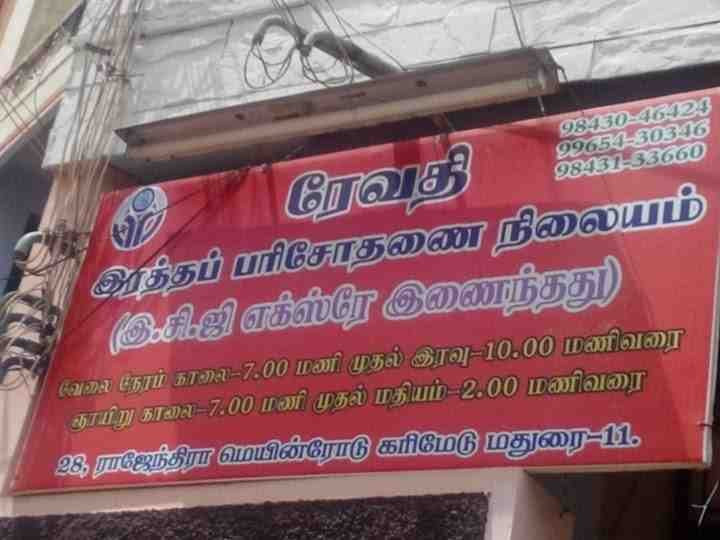 98430-46424
99654-30346
98431-33660
ரேவதி
இரத்தப் பரிசோதணை நிலையம்
(இ.சி.ஜி எக்ஸ்ரே இணைந்தது)
வேலை நேரம் காலை-7.00 மணி முதல் இரவு-10.00 மணிவரை
ஞாயிறு காலை-7.00 மணி முதல் மதியம்-2.00 மணிவரை
28, ராஜேந்திரா மெயின்ரோடு கரிமேடு மதுரை-11.